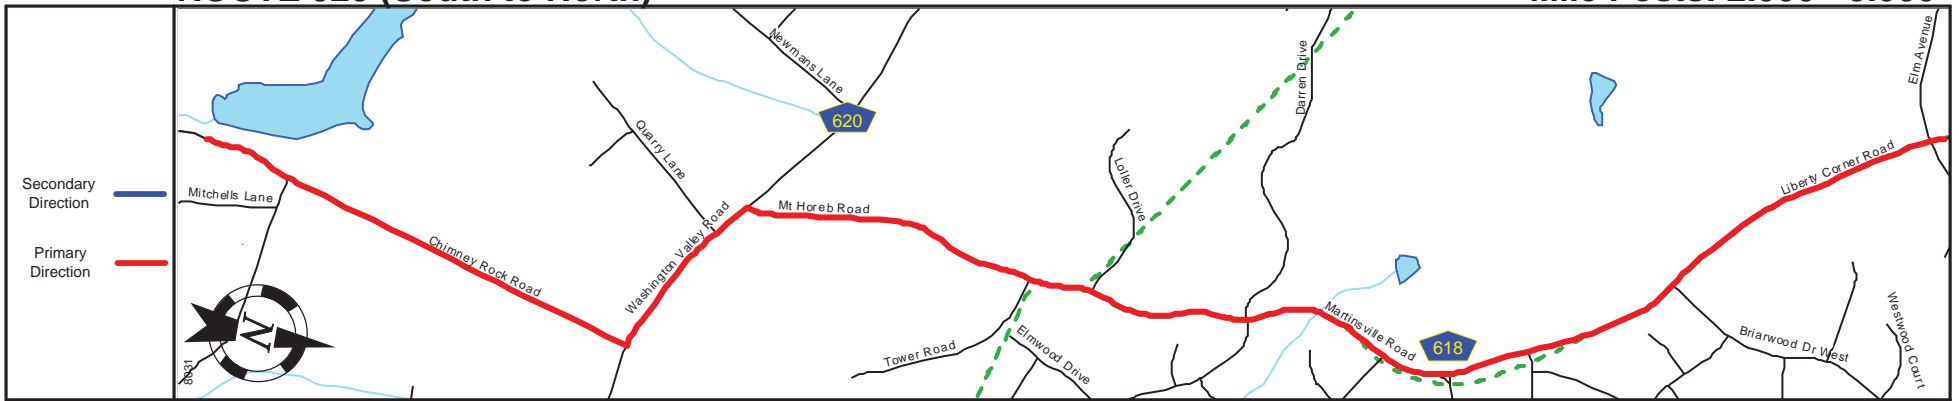 Secondary
Direction
Primary
Direction
Mitchells Lane
Chimney Rock Road
N
8031
Quarry Lane
Washington Valley Road
Newmans Lane
620
Mt Horeb Road
Tower Road
Elmwood Drive
Loller Drive
Darren Drive
Martinsville Road
618
Liberty Corner Road
Elm Avenue
Briarwood Dr West
Westwood Court